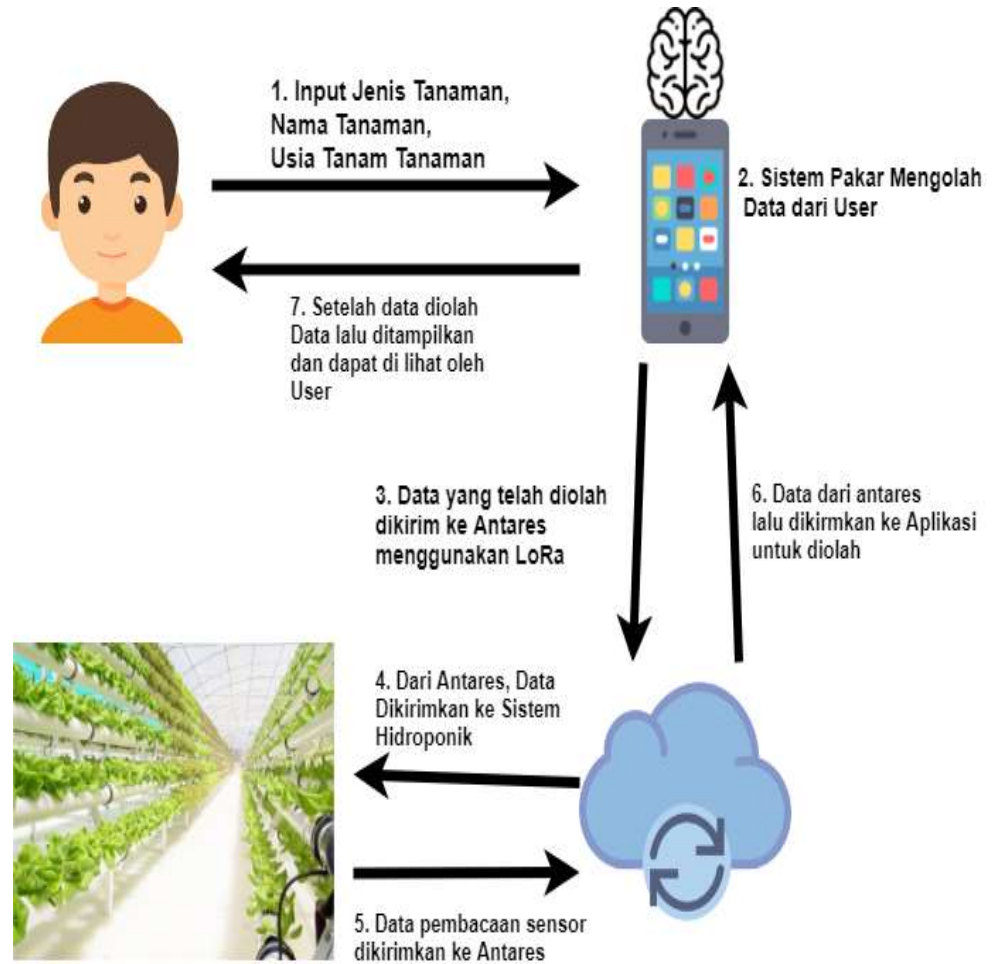 1. Input Jenis Tanaman,
Nama Tanaman,
Usia Tanam Tanaman
2. Sistem Pakar Mengolah
Data dari User
3. Data yang telah diolah
dikirim ke Antares
menggunakan LoRa
4. Dari Antares, Data
Dikirimkan ke Sistem
Hidroponik
5. Data pembacaan sensor
dikirimkan ke Antares
6. Data dari antares
lalu dikirmkan ke Aplikasi
untuk diolah
7. Setelah data diolah
Data lalu ditampilkan
dan dapat di lihat oleh
User